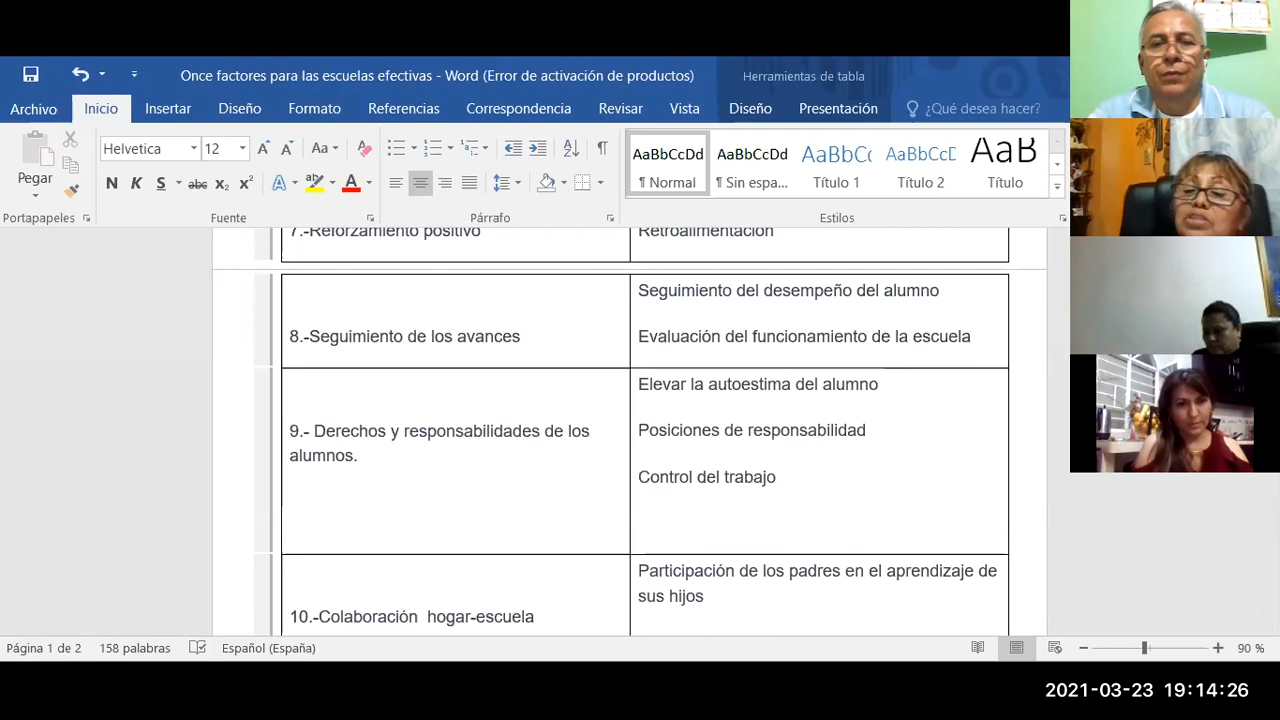 Once factores para las escuelas efectivas - Word (Error de activación de productos)
Herramientas de tabla
Archivo Inicio Insertar Diseño Formato Referencias Correspondencia Revisar Vista Diseño Presentación ¿Qué desea hacer?
Pegar
Helvetica 12 Aa
N K S abc x₂ x² A A
AaBbCcDd AaBbCcDd AaBbCc AaBbCcD AaB
¶ Normal ¶ Sin espa... Título 1 Título 2 Título
Portapapeles Fuente Párrafo Estilos
7.-Reforzamiento positivo Retroalimentación
8.-Seguimiento de los avances
Seguimiento del desempeño del alumno
Evaluación del funcionamiento de la escuela
9.- Derechos y responsabilidades de los
alumnos.
Elevar la autoestima del alumno
Posiciones de responsabilidad
Control del trabajo
10.-Colaboración hogar-escuela
Participación de los padres en el aprendizaje de
sus hijos
Página 1 de 2 158 palabras Español (España) 90 %
2021-03-23 19:14:26